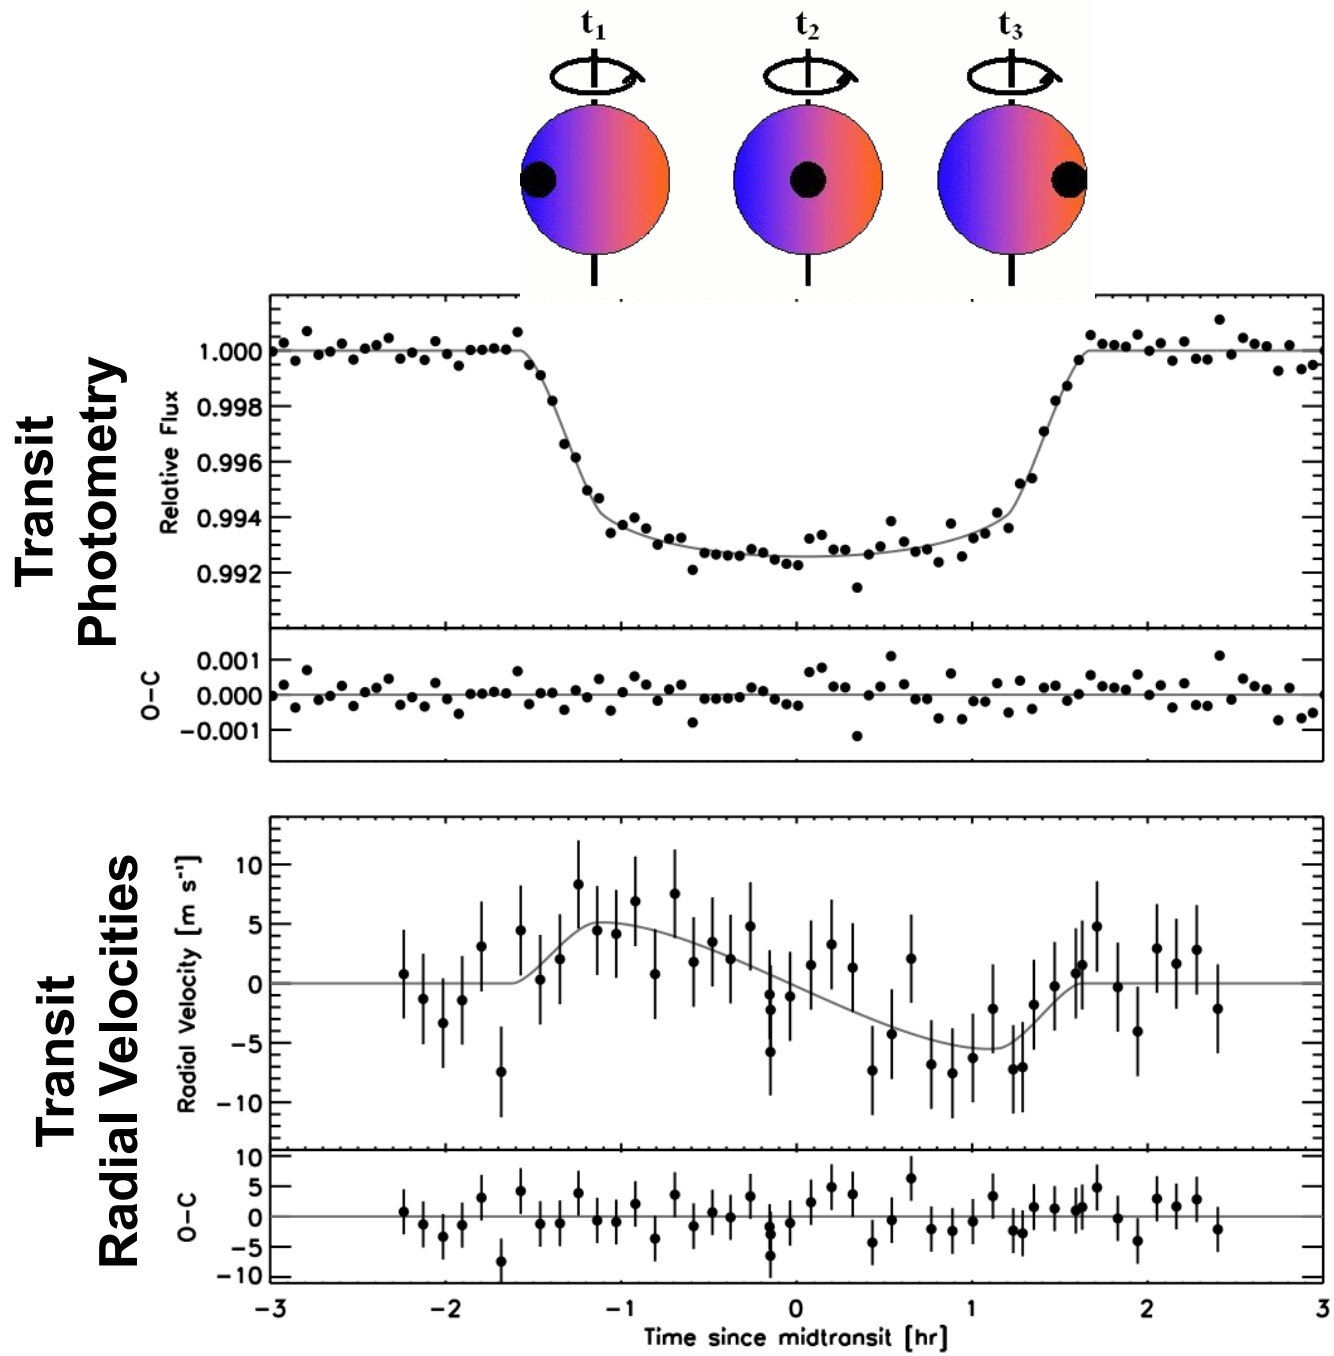 t1 t2 t3
Transit
Photometry
Relative Flux
1.000
0.998
0.996
0.994
0.992
O-C
0.001
0.000
-0.001
Transit
Radial Velocities
Radial Velocity [m s⁻¹]
10
5
0
-5
-10
O-C
10
5
0
-5
-10
-3 -2 -1 0 1 2 3
Time since midtransit [hr]